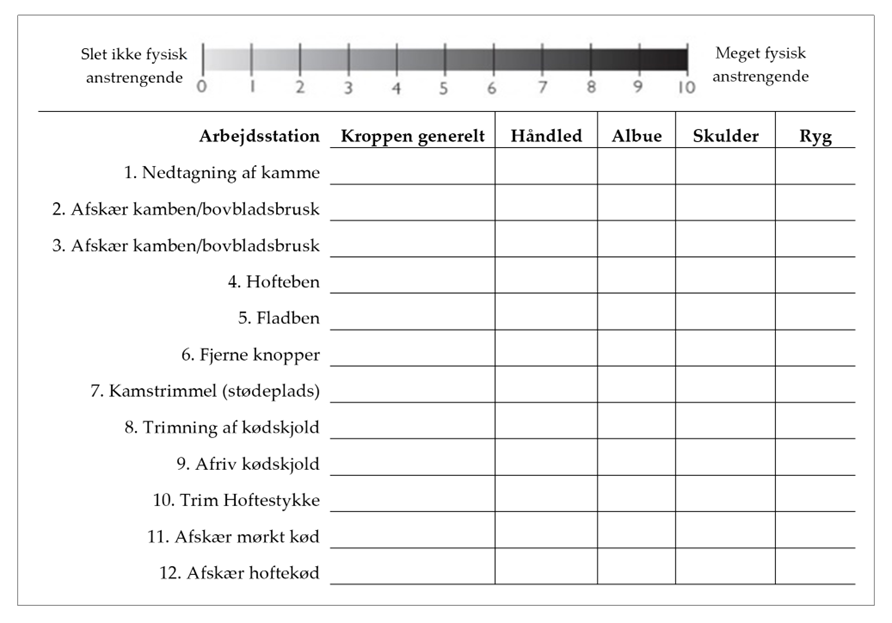 Slet ikke fysisk
anstrengende
Meget fysisk
anstrengende
0 1 2 3 4 5 6 7 8 9 10
Arbejdsstation Kroppen generelt Håndled Albue Skulder Ryg
1. Nedtagning af kamme
2. Afskær kamben/bovbladsbrusk
3. Afskær kamben/bovbladsbrusk
4. Hofteben
5. Fladben
6. Fjerne knopper
7. Kamstrimmel (stødeplads)
8. Trimning af kødskjold
9. Afriv kødskjold
10. Trim Hoftestykke
11. Afskær mørkt kød
12. Afskær hoftekød